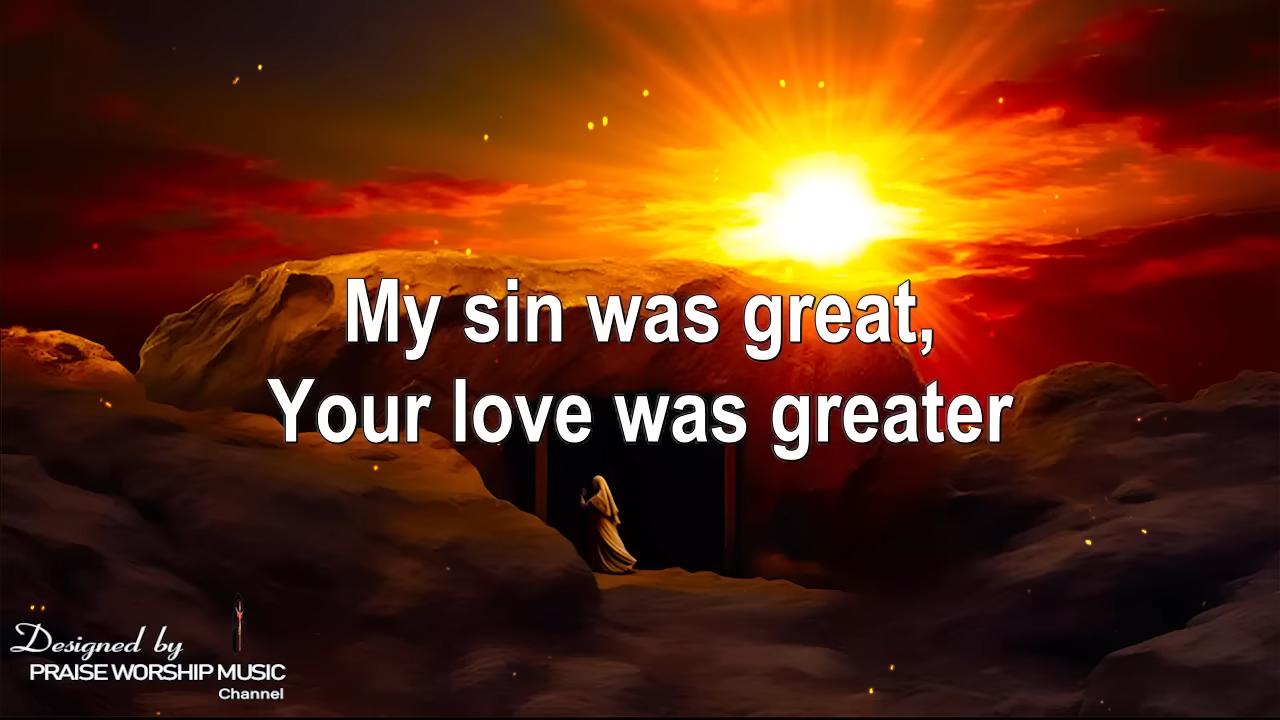 My sin was great,
Your love was greater
Designed by
PRAISE WORSHIP MUSIC
Channel